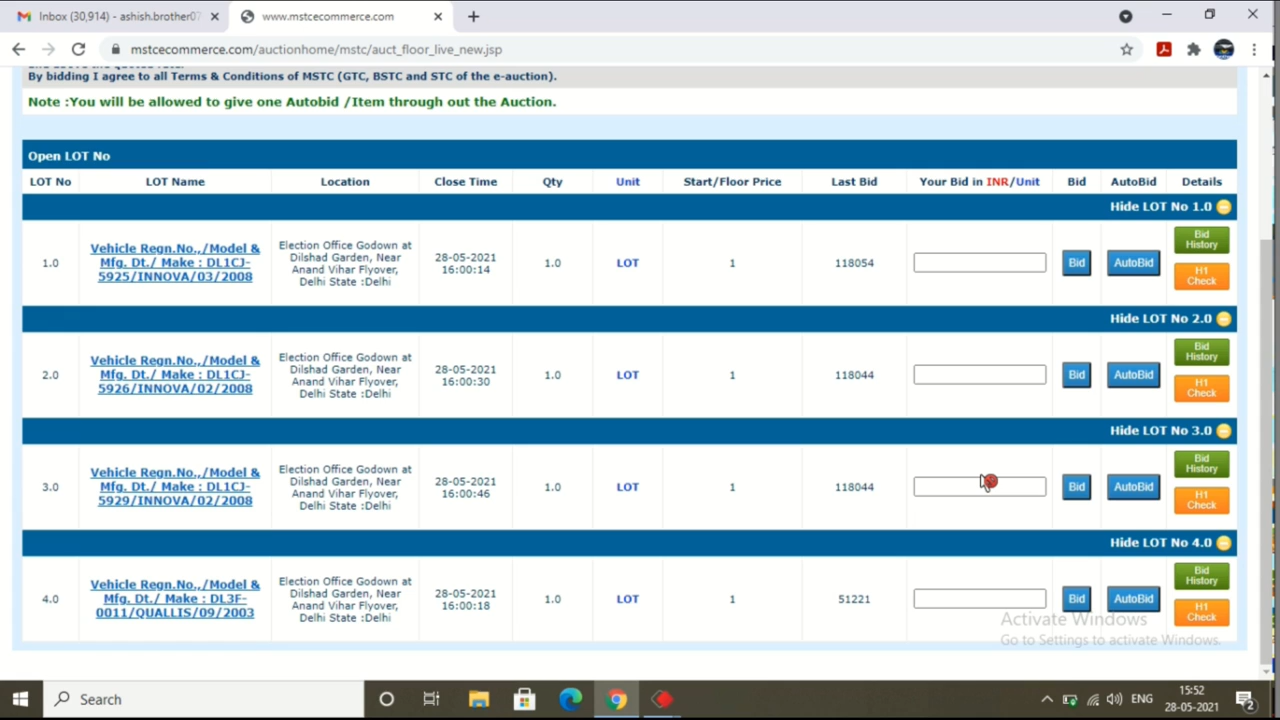 Inbox (30,914) - ashish.brother07
www.mstcecommerce.com
mstcecommerce.com/auctionhome/mstc/auct_floor_live_new.jsp
By bidding I agree to all Terms & Conditions of MSTC (GTC, BSTC and STC of the e-auction).
Note :You will be allowed to give one Autobid /Item through out the Auction.
Open LOT No
LOT No LOT Name Location Close Time Qty Unit Start/Floor Price Last Bid Your Bid in INR/Unit Bid AutoBid Details
Hide LOT No 1.0
1.0
Vehicle Regn.No.,/Model &
Mfg. Dt./ Make : DL1CJ-
5925/INNOVA/03/2008
Election Office Godown at
Dilshad Garden, Near
Anand Vihar Flyover,
Delhi State :Delhi
28-05-2021
16:00:14
1.0 LOT 1 118054 Bid AutoBid
Bid
History
H1
Check
Hide LOT No 2.0
2.0
Vehicle Regn.No.,/Model &
Mfg. Dt./ Make : DL1CJ-
5926/INNOVA/02/2008
Election Office Godown at
Dilshad Garden, Near
Anand Vihar Flyover,
Delhi State :Delhi
28-05-2021
16:00:30
1.0 LOT 1 118044 Bid AutoBid
Bid
History
H1
Check
Hide LOT No 3.0
3.0
Vehicle Regn.No.,/Model &
Mfg. Dt./ Make : DL1CJ-
5929/INNOVA/02/2008
Election Office Godown at
Dilshad Garden, Near
Anand Vihar Flyover,
Delhi State :Delhi
28-05-2021
16:00:46
1.0 LOT 1 118044 Bid AutoBid
Bid
History
H1
Check
Hide LOT No 4.0
4.0
Vehicle Regn.No.,/Model &
Mfg. Dt./ Make : DL3F-
0011/QUALLIS/09/2003
Election Office Godown at
Dilshad Garden, Near
Anand Vihar Flyover,
Delhi State :Delhi
28-05-2021
16:00:18
1.0 LOT 1 51221 Bid AutoBid
Bid
History
H1
Check
Activate Windows
Go to Settings to activate Windows.
Search
ENG
15:52
28-05-2021
2